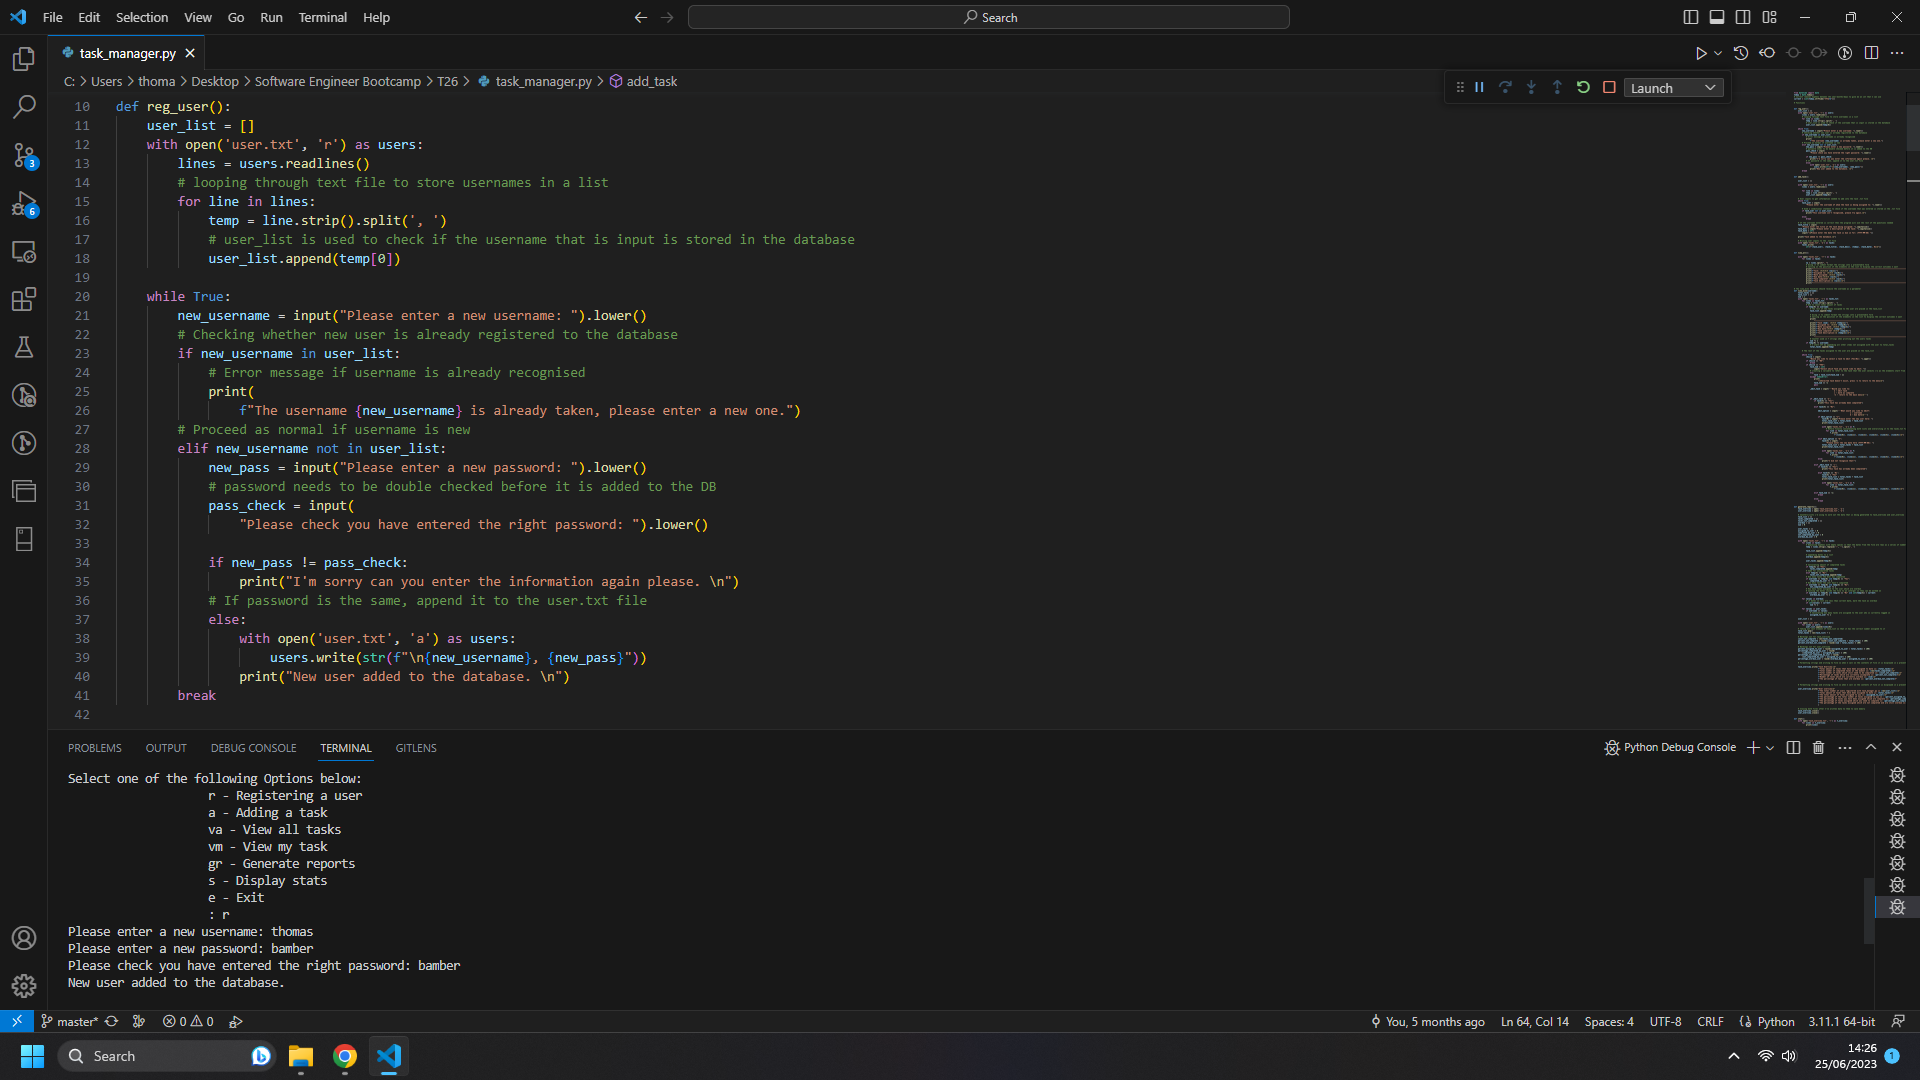 File Edit Selection View Go Run Terminal Help
Search
task_manager.py
C: > Users > thoma > Desktop > Software Engineer Bootcamp > T26 > task_manager.py > add_task
Launch
10 def reg_user():
11 user_list = []
12 with open('user.txt', 'r') as users:
13 lines = users.readlines()
14 # looping through text file to store usernames in a list
15 for line in lines:
16 temp = line.strip().split(', ')
17 # user_list is used to check if the username that is input is stored in the database
18 user_list.append(temp[0])
19
20 while True:
21 new_username = input("Please enter a new username: ").lower()
22 # Checking whether new user is already registered to the database
23 if new_username in user_list:
24 # Error message if username is already recognised
25 print(
26 f"The username {new_username} is already taken, please enter a new one.")
27 # Proceed as normal if username is new
28 elif new_username not in user_list:
29 new_pass = input("Please enter a new password: ").lower()
30 # password needs to be double checked before it is added to the DB
31 pass_check = input(
32 "Please check you have entered the right password: ").lower()
33
34 if new_pass != pass_check:
35 print("I'm sorry can you enter the information again please. \n")
36 # If password is the same, append it to the user.txt file
37 else:
38 with open('user.txt', 'a') as users:
39 users.write(str(f"\n{new_username}, {new_pass}"))
40 print("New user added to the database. \n")
41 break
42
3
6
PROBLEMS OUTPUT DEBUG CONSOLE TERMINAL GITLENS
Python Debug Console
Select one of the following Options below:
r - Registering a user
a - Adding a task
va - View all tasks
vm - View my task
gr - Generate reports
s - Display stats
e - Exit
: r
Please enter a new username: thomas
Please enter a new password: bamber
Please check you have entered the right password: bamber
New user added to the database.
master* 0 0
You, 5 months ago Ln 64, Col 14 Spaces: 4 UTF-8 CRLF Python 3.11.1 64-bit
Search
14:26
25/06/2023
1